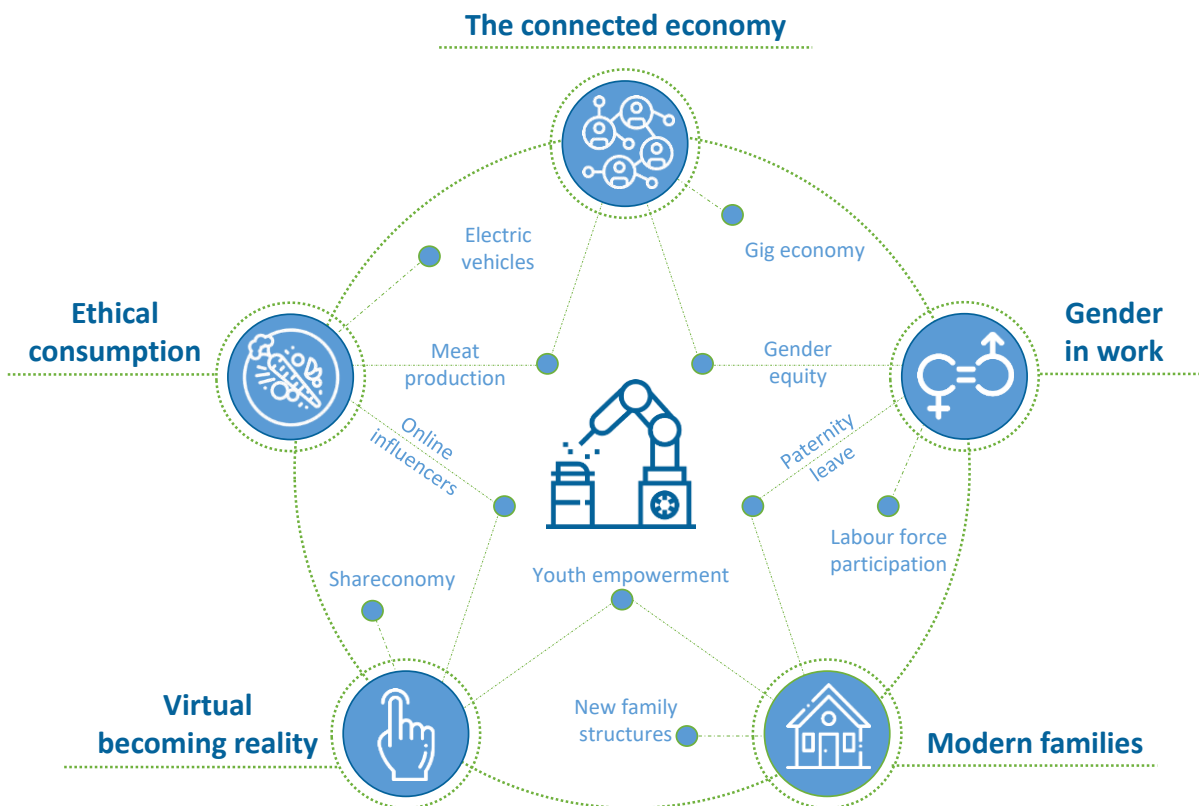 The connected economy
Electric
vehicles
Gig economy
Ethical
consumption
Gender
in work
Meat
production
Gender
equity
Online
influencers
Paternity
leave
Labour force
participation
Shareconomy
Youth empowerment
Virtual
becoming reality
New family
structures
Modern families